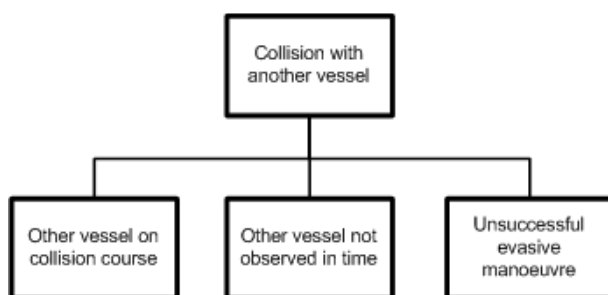 Collision with
another vessel
Other vessel on
collision course
Other vessel not
observed in time
Unsuccessful
evasive
manoeuvre